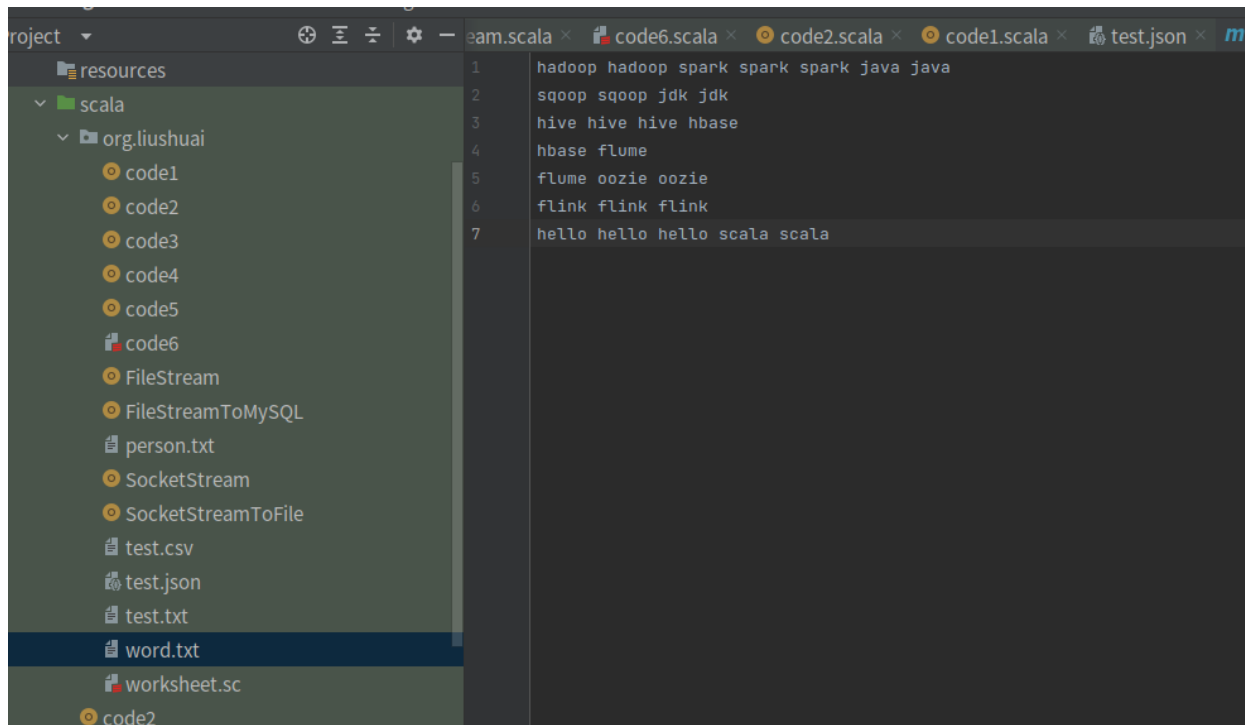 Project
eam.scala code6.scala code2.scala code1.scala test.json m
resources
scala
org.liushuai
code1
code2
code3
code4
code5
code6
FileStream
FileStreamToMySQL
person.txt
SocketStream
SocketStreamToFile
test.csv
test.json
test.txt
word.txt
worksheet.sc
code2
1 hadoop hadoop spark spark spark java java
2 sqoop sqoop jdk jdk
3 hive hive hive hbase
4 hbase flume
5 flume oozie oozie
6 flink flink flink
7 hello hello hello scala scala